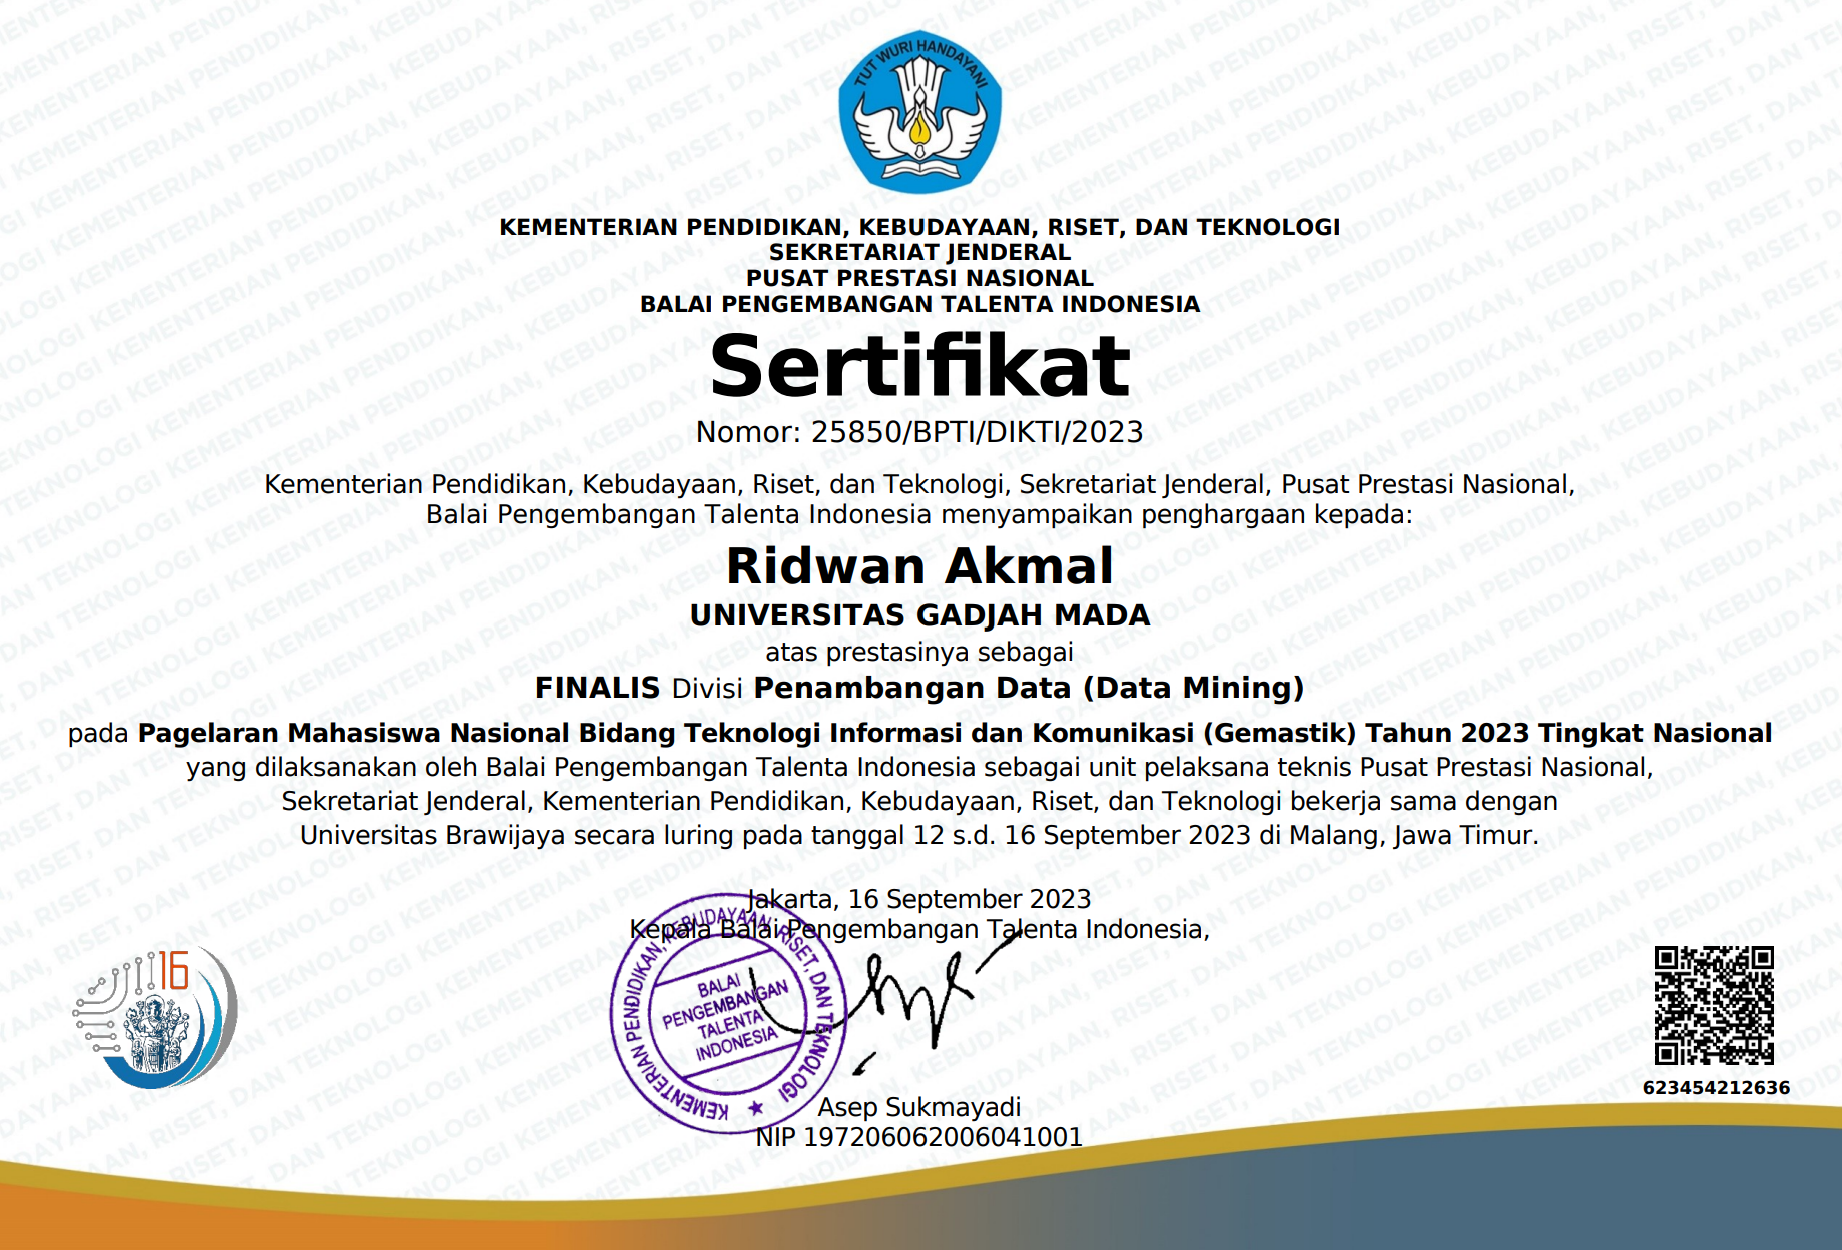 TUT WURI HANDAYANI
KEMENTERIAN PENDIDIKAN, KEBUDAYAAN, RISET, DAN TEKNOLOGI
SEKRETARIAT JENDERAL
PUSAT PRESTASI NASIONAL
BALAI PENGEMBANGAN TALENTA INDONESIA
Sertifikat
Nomor: 25850/BPTI/DIKTI/2023
Kementerian Pendidikan, Kebudayaan, Riset, dan Teknologi, Sekretariat Jenderal, Pusat Prestasi Nasional,
Balai Pengembangan Talenta Indonesia menyampaikan penghargaan kepada:
Ridwan Akmal
UNIVERSITAS GADJAH MADA
atas prestasinya sebagai
FINALIS Divisi Penambangan Data (Data Mining)
pada Pagelaran Mahasiswa Nasional Bidang Teknologi Informasi dan Komunikasi (Gemastik) Tahun 2023 Tingkat Nasional
yang dilaksanakan oleh Balai Pengembangan Talenta Indonesia sebagai unit pelaksana teknis Pusat Prestasi Nasional,
Sekretariat Jenderal, Kementerian Pendidikan, Kebudayaan, Riset, dan Teknologi bekerja sama dengan
Universitas Brawijaya secara luring pada tanggal 12 s.d. 16 September 2023 di Malang, Jawa Timur.
Jakarta, 16 September 2023
Kepala Balai Pengembangan Talenta Indonesia,
KEMENTERIAN PENDIDIKAN, KEBUDAYAAN, RISET, DAN TEKNOLOGI
BALAI
PENGEMBANGAN
TALENTA
INDONESIA
16
Asep Sukmayadi
NIP 197206062006041001
623454212636